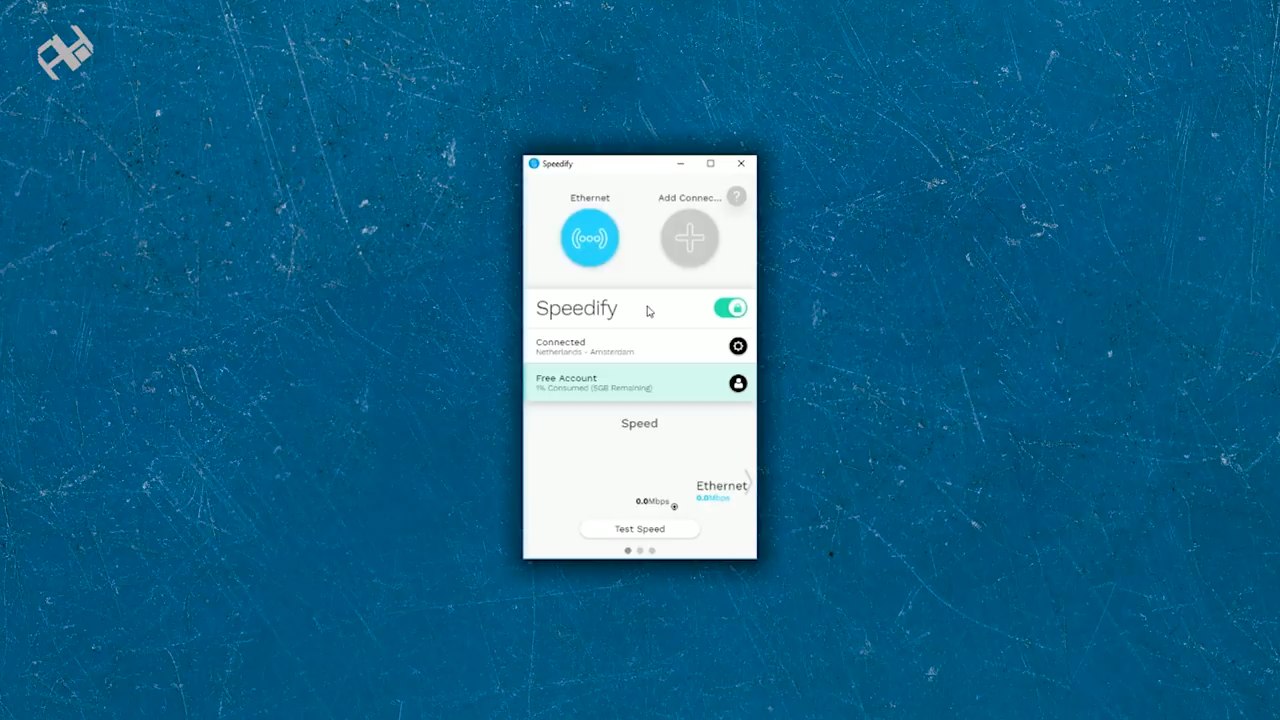 Speedify
Ethernet
Add Connec...
?
Speedify
Connected
Netherlands - Amsterdam
Free Account
1% Consumed (5GB Remaining)
Speed
Ethernet
0.0Mbps
0.0Mbps
Test Speed